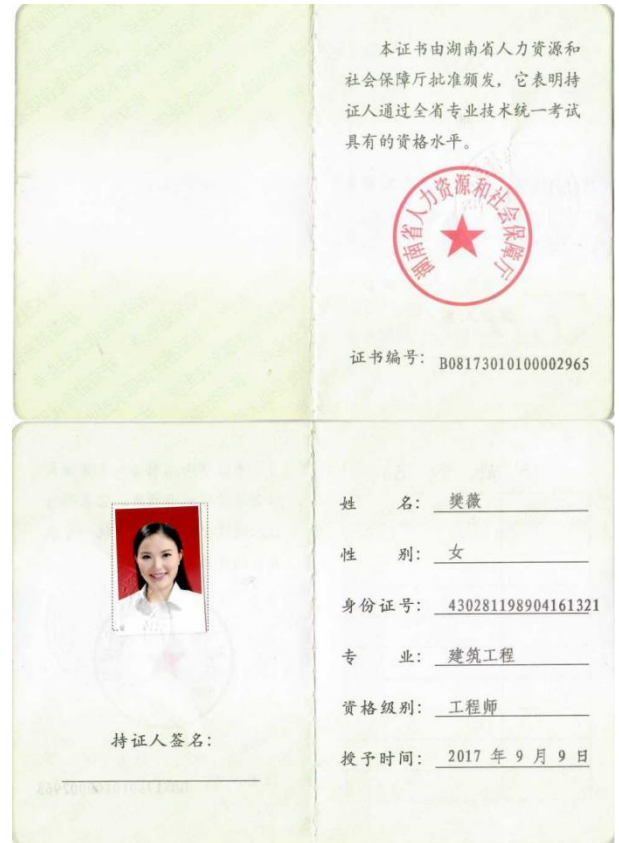 本证书由湖南省人力资源和
社会保障厅批准颁发，它表明持
证人通过全省专业技术统一考试
具有的资格水平。
湖南省人力资源和社会保障厅
证书编号： B08173010100002965
姓 名： 樊薇
性 别： 女
身份证号： 430281198904161321
专 业： 建筑工程
资格级别： 工程师
授予时间： 2017 年 9 月 9 日
持证人签名：